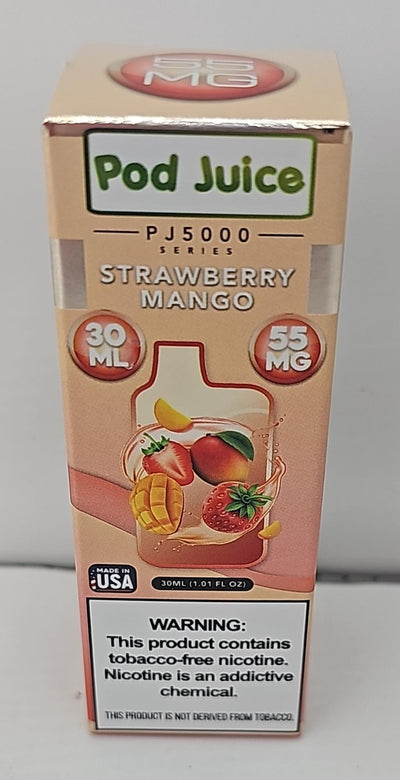 55
MG
Pod Juice
PJ5000
SERIES
STRAWBERRY
MANGO
30
ML
55
MG
MADE IN
USA
30ML (1.01 FL OZ)
WARNING:
This product contains
tobacco-free nicotine.
Nicotine is an addictive
chemical.
THIS PRODUCT IS NOT DERIVED FROM TOBACCO.